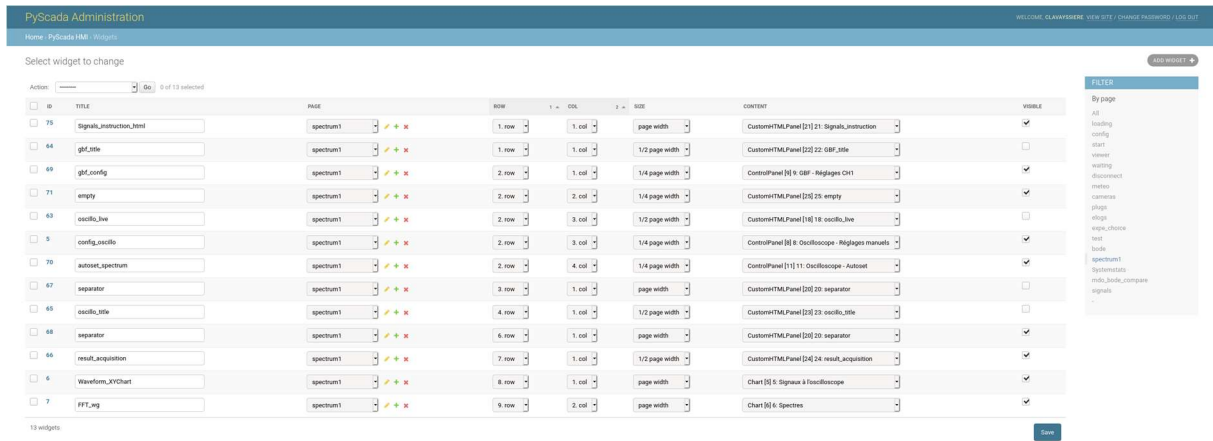 PyScada Administration
WELCOME, CLAVAYSSIERE. VIEW SITE / CHANGE PASSWORD / LOG OUT
Home › PyScada HMI › Widgets
Select widget to change
ADD WIDGET +
Action: --------- Go 0 of 13 selected
ID TITLE PAGE ROW 1 COL 2 SIZE CONTENT VISIBLE
75 Signals_instruction_html spectrum1 1. row 1. col page width CustomHTMLPanel [21] 21: Signals_instruction
64 gbf_title spectrum1 1. row 1. col 1/2 page width CustomHTMLPanel [22] 22: GBF_title
69 gbf_config spectrum1 2. row 1. col 1/4 page width ControlPanel [9] 9: GBF - Réglages CH1
71 empty spectrum1 2. row 2. col 1/4 page width CustomHTMLPanel [25] 25: empty
63 oscillo_live spectrum1 2. row 3. col 1/2 page width CustomHTMLPanel [18] 18: oscillo_live
5 config_oscillo spectrum1 2. row 3. col 1/4 page width ControlPanel [8] 8: Oscilloscope - Réglages manuels
70 autoset_spectrum spectrum1 2. row 4. col 1/4 page width ControlPanel [11] 11: Oscilloscope - Autoset
67 separator spectrum1 3. row 1. col page width CustomHTMLPanel [20] 20: separator
65 oscillo_title spectrum1 4. row 1. col 1/2 page width CustomHTMLPanel [23] 23: oscillo_title
68 separator spectrum1 6. row 1. col page width CustomHTMLPanel [20] 20: separator
66 result_acquisition spectrum1 7. row 1. col 1/2 page width CustomHTMLPanel [24] 24: result_acquisition
6 Waveform_XYChart spectrum1 8. row 1. col page width Chart [5] 5: Signaux à l'oscilloscope
7 FFT_wg spectrum1 9. row 2. col page width Chart [6] 6: Spectres
13 widgets
Save
FILTER
By page
All
loading
config
start
viewer
waiting
disconnect
meteo
cameras
plugs
elogs
expe_choice
test
bode
spectrum1
Systemstats
mdo_bode_compare
signals
-